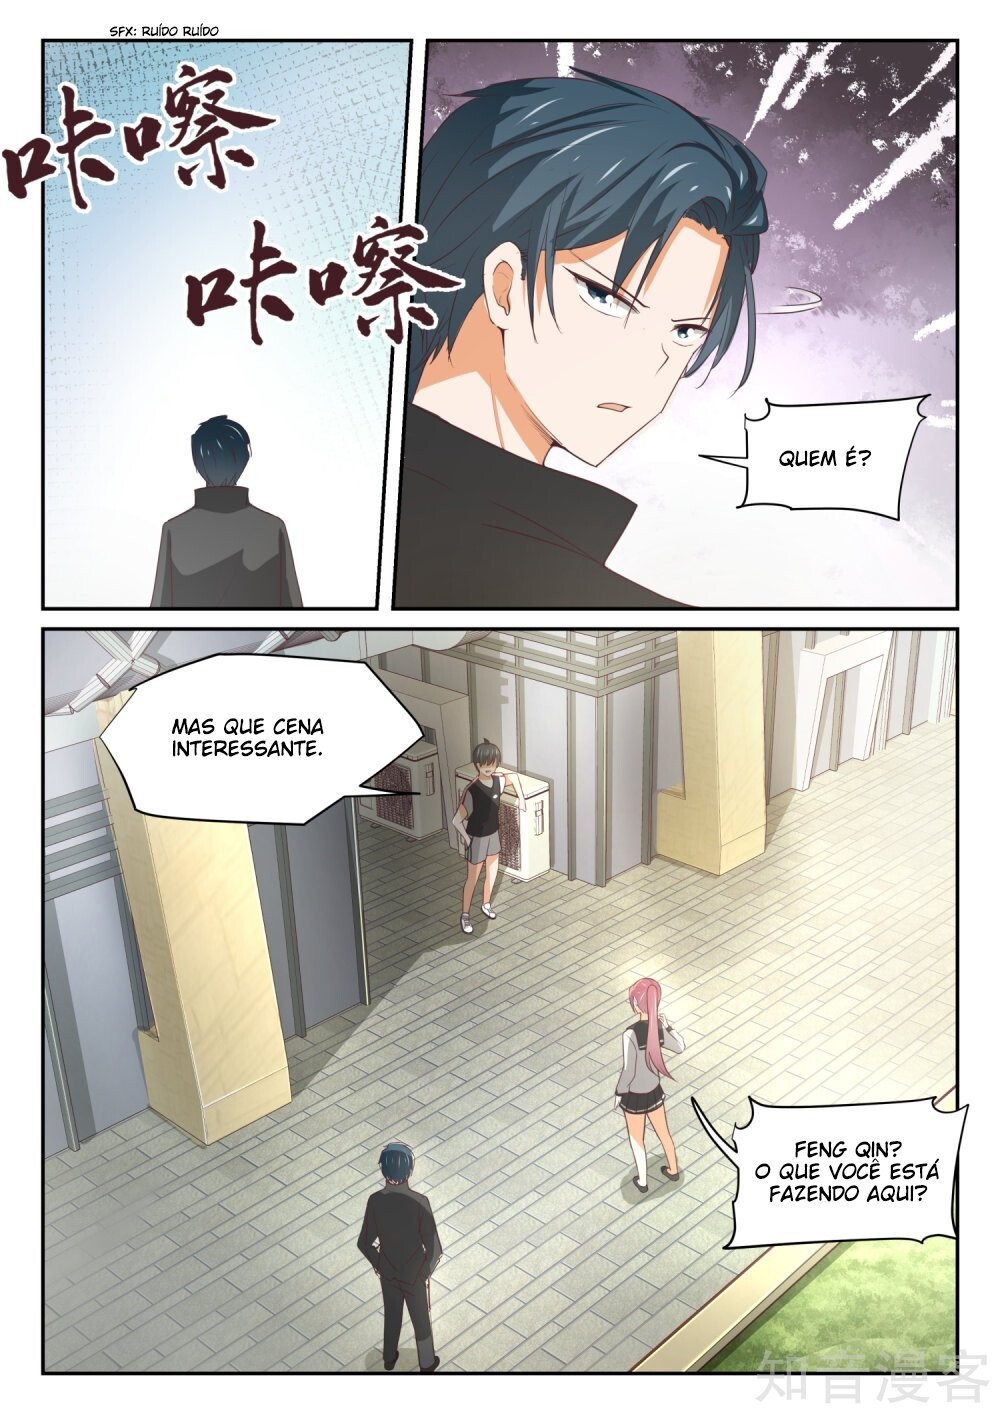 SFX: RUÍDO RUÍDO
咔嚓
咔嚓
QUEM É?
MAS QUE CENA
INTERESSANTE.
FENG QIN?
O QUE VOCÊ ESTÁ
FAZENDO AQUI?
知音漫客